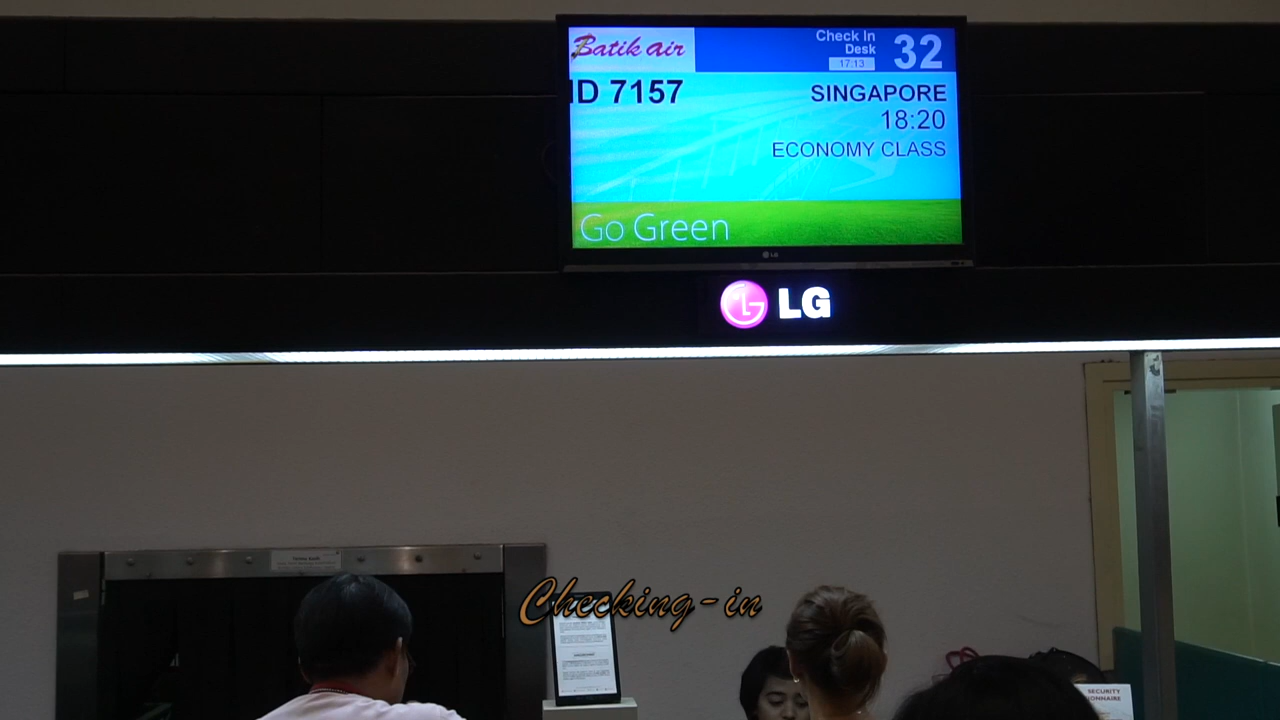 Batik air
Check In
Desk
17:13
32
ID 7157
SINGAPORE
18:20
ECONOMY CLASS
Go Green
LG
LG
Checking-in
SECURITY